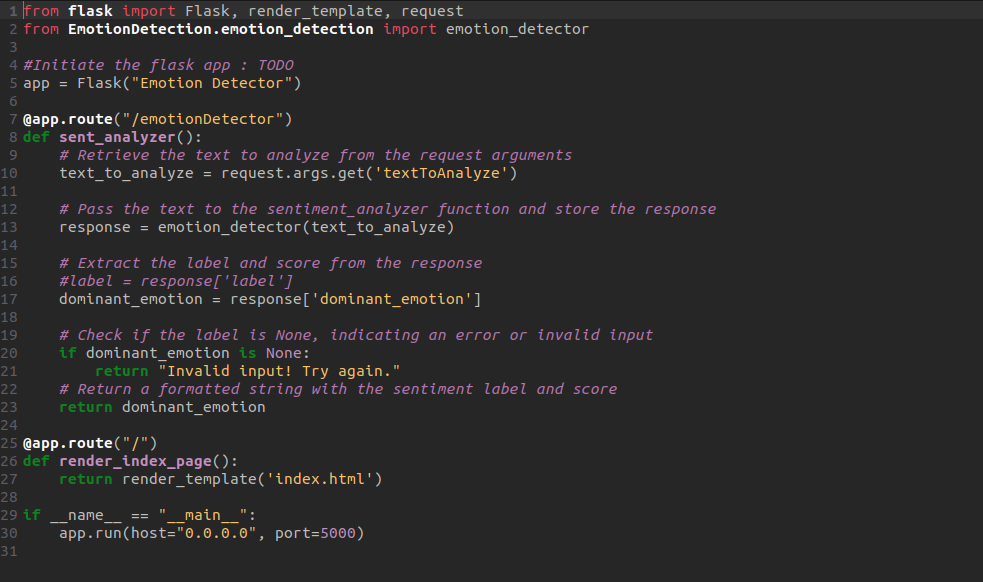 1 from flask import Flask, render_template, request
2 from EmotionDetection.emotion_detection import emotion_detector
3
4 #Initiate the flask app : TODO
5 app = Flask("Emotion Detector")
6
7 @app.route("/emotionDetector")
8 def sent_analyzer():
9     # Retrieve the text to analyze from the request arguments
10     text_to_analyze = request.args.get('textToAnalyze')
11
12     # Pass the text to the sentiment_analyzer function and store the response
13     response = emotion_detector(text_to_analyze)
14
15     # Extract the label and score from the response
16     #label = response['label']
17     dominant_emotion = response['dominant_emotion']
18
19     # Check if the label is None, indicating an error or invalid input
20     if dominant_emotion is None:
21         return "Invalid input! Try again."
22     # Return a formatted string with the sentiment label and score
23     return dominant_emotion
24
25 @app.route("/")
26 def render_index_page():
27     return render_template('index.html')
28
29 if __name__ == "__main__":
30     app.run(host="0.0.0.0", port=5000)
31